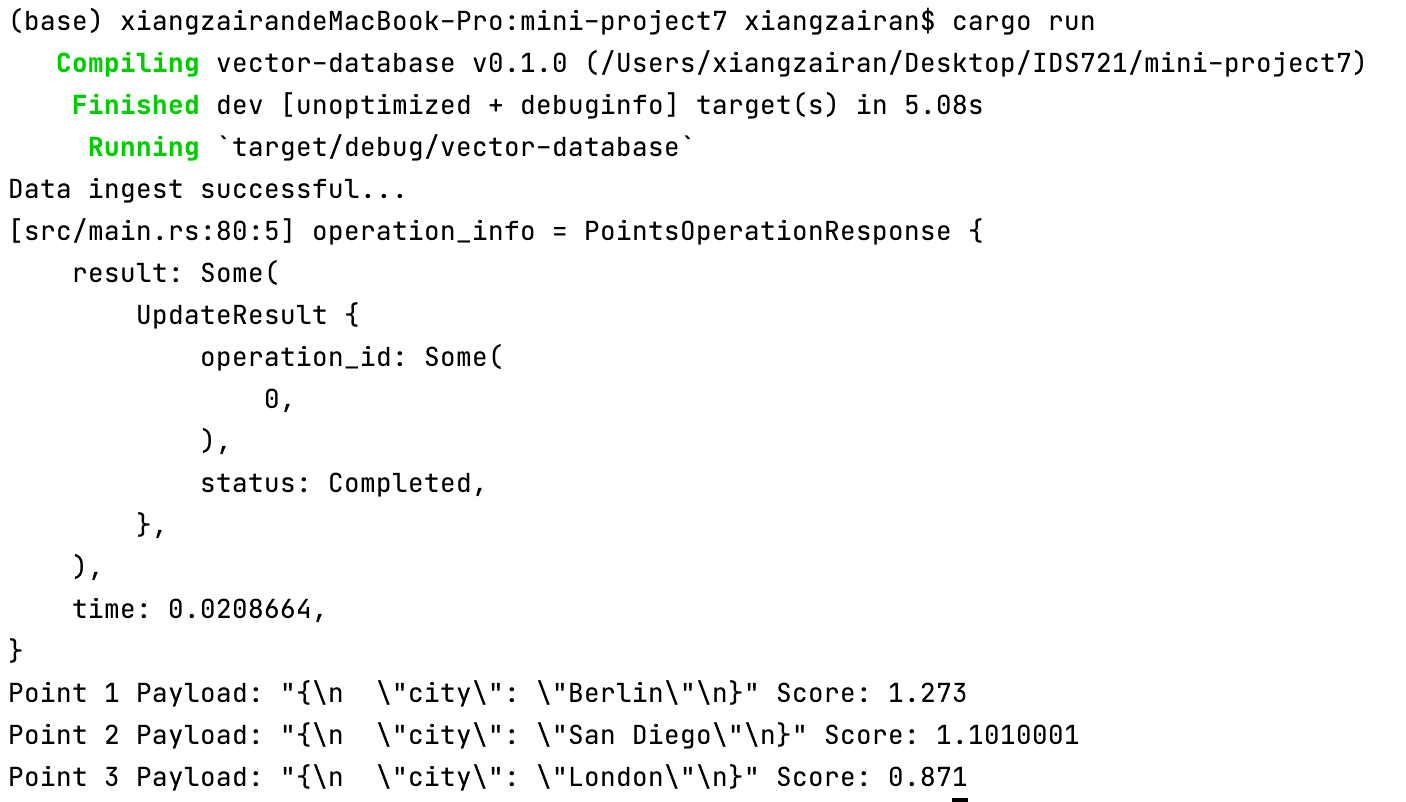 (base) xiangzairandeMacBook-Pro:mini-project7 xiangzairan$ cargo run
   Compiling vector-database v0.1.0 (/Users/xiangzairan/Desktop/IDS721/mini-project7)
    Finished dev [unoptimized + debuginfo] target(s) in 5.08s
     Running `target/debug/vector-database`
Data ingest successful...
[src/main.rs:80:5] operation_info = PointsOperationResponse {
    result: Some(
        UpdateResult {
            operation_id: Some(
                0,
            ),
            status: Completed,
        },
    ),
    time: 0.0208664,
}
Point 1 Payload: "{\n  \"city\": \"Berlin\"\n}" Score: 1.273
Point 2 Payload: "{\n  \"city\": \"San Diego\"\n}" Score: 1.1010001
Point 3 Payload: "{\n  \"city\": \"London\"\n}" Score: 0.871